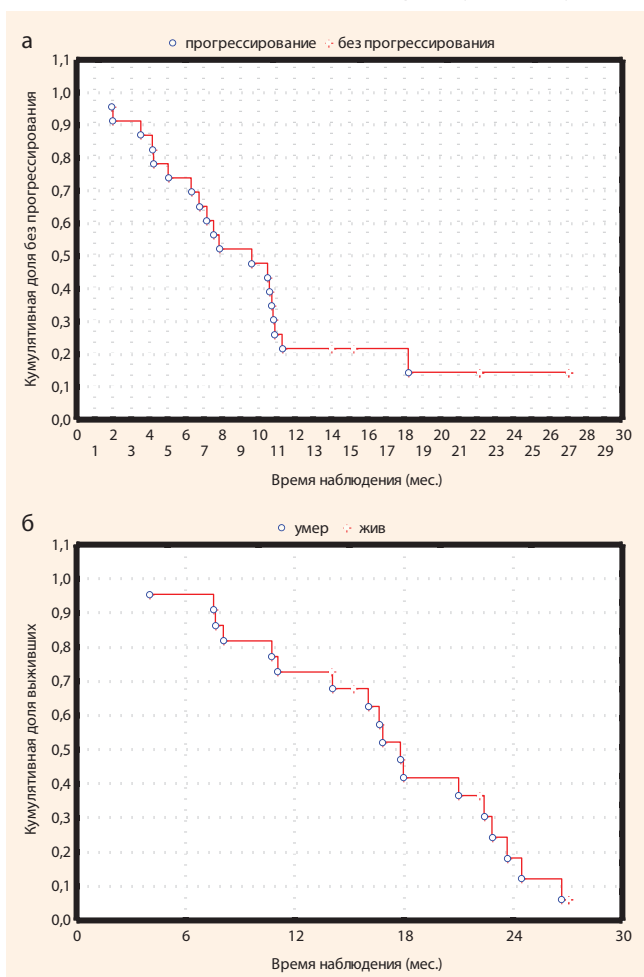 а
прогрессирование без прогрессирования
Кумулятивная доля без прогрессирования
1,1
1,0
0,9
0,8
0,7
0,6
0,5
0,4
0,3
0,2
0,1
0,0
0 2 4 6 8 10 12 14 16 18 20 22 24 26 30
1 3 5 7 9 11 13 15 17 19 21 23 25 27 29
Время наблюдения (мес.)
б
умер жив
Кумулятивная доля выживших
1,1
1,0
0,9
0,8
0,7
0,6
0,5
0,4
0,3
0,2
0,1
0,0
0 6 12 18 24 30
Время наблюдения (мес.)